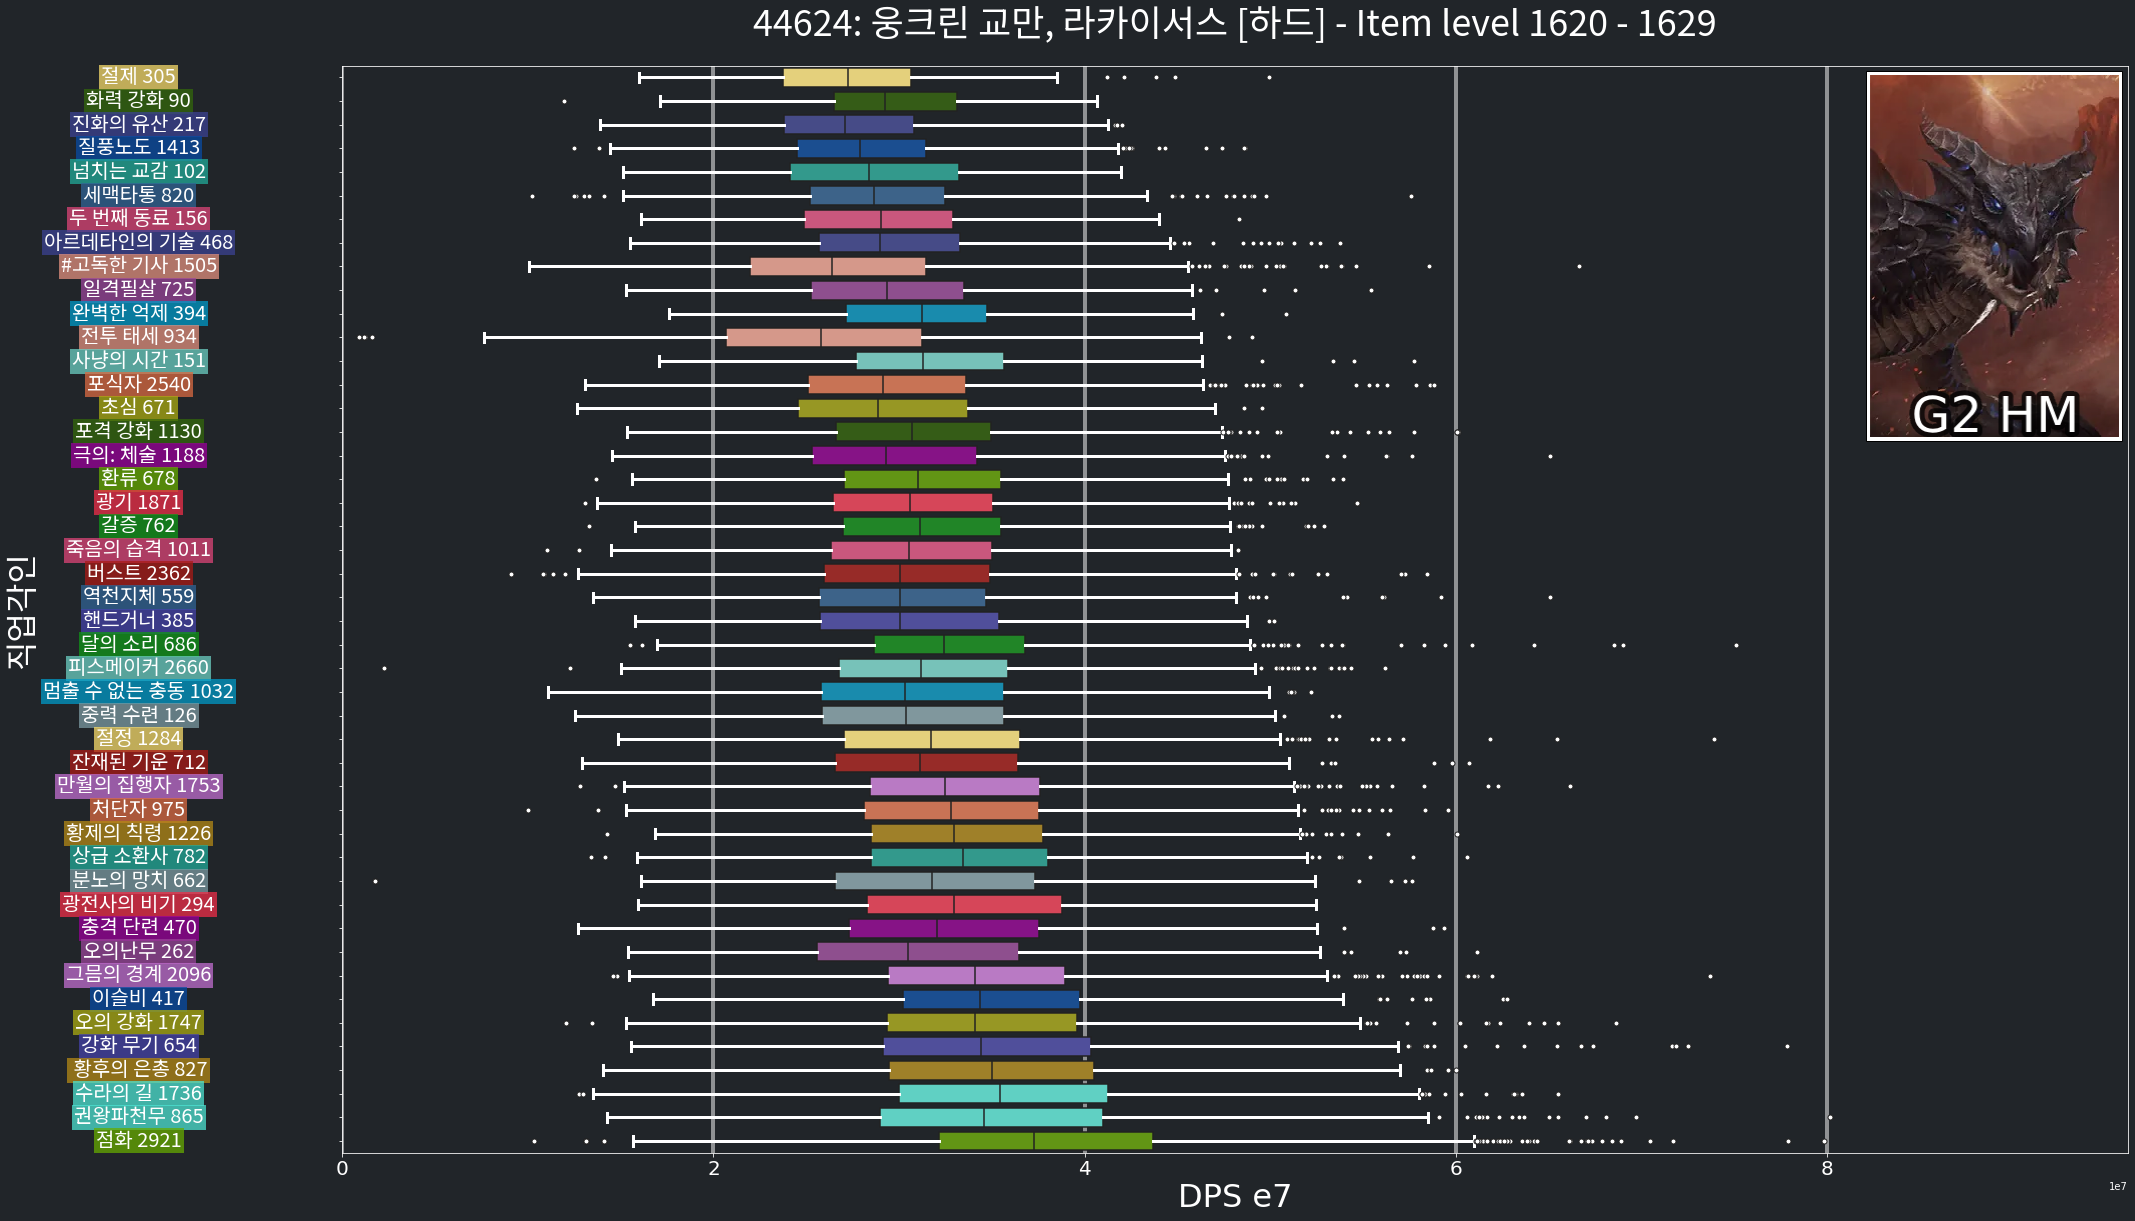 44624: 웅크린 교만, 라카이서스 [하드] - Item level 1620 - 1629
절제 305
화력 강화 90
진화의 유산 217
질풍노도 1413
넘치는 교감 102
세맥타통 820
두 번째 동료 156
아르데타인의 기술 468
#고독한 기사 1505
일격필살 725
완벽한 억제 394
전투 태세 934
사냥의 시간 151
포식자 2540
초심 671
포격 강화 1130
극의: 체술 1188
환류 678
광기 1871
갈증 762
죽음의 습격 1011
버스트 2362
역천지체 559
핸드거너 385
달의 소리 686
피스메이커 2660
멈출 수 없는 충동 1032
중력 수련 126
절정 1284
잔재된 기운 712
만월의 집행자 1753
처단자 975
황제의 칙령 1226
상급 소환사 782
분노의 망치 662
광전사의 비기 294
충격 단련 470
오의난무 262
그믐의 경계 2096
이슬비 417
오의 강화 1747
강화 무기 654
황후의 은총 827
수라의 길 1736
권왕파천무 865
점화 2921
직업각인
G2 HM
0 2 4 6 8
DPS e7
1e7